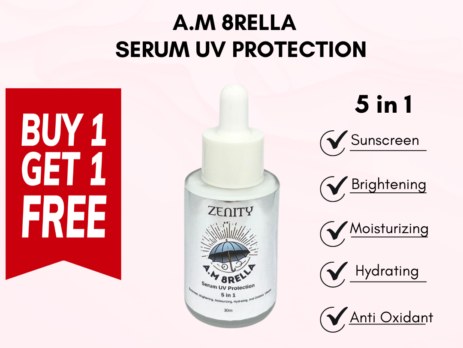 A.M 8RELLA
SERUM UV PROTECTION
BUY 1
GET 1
FREE
5 in 1
Sunscreen
Brightening
Moisturizing
Hydrating
Anti Oxidant
ZENITY
A.M 8RELLA
Serum UV Protection
5 in 1